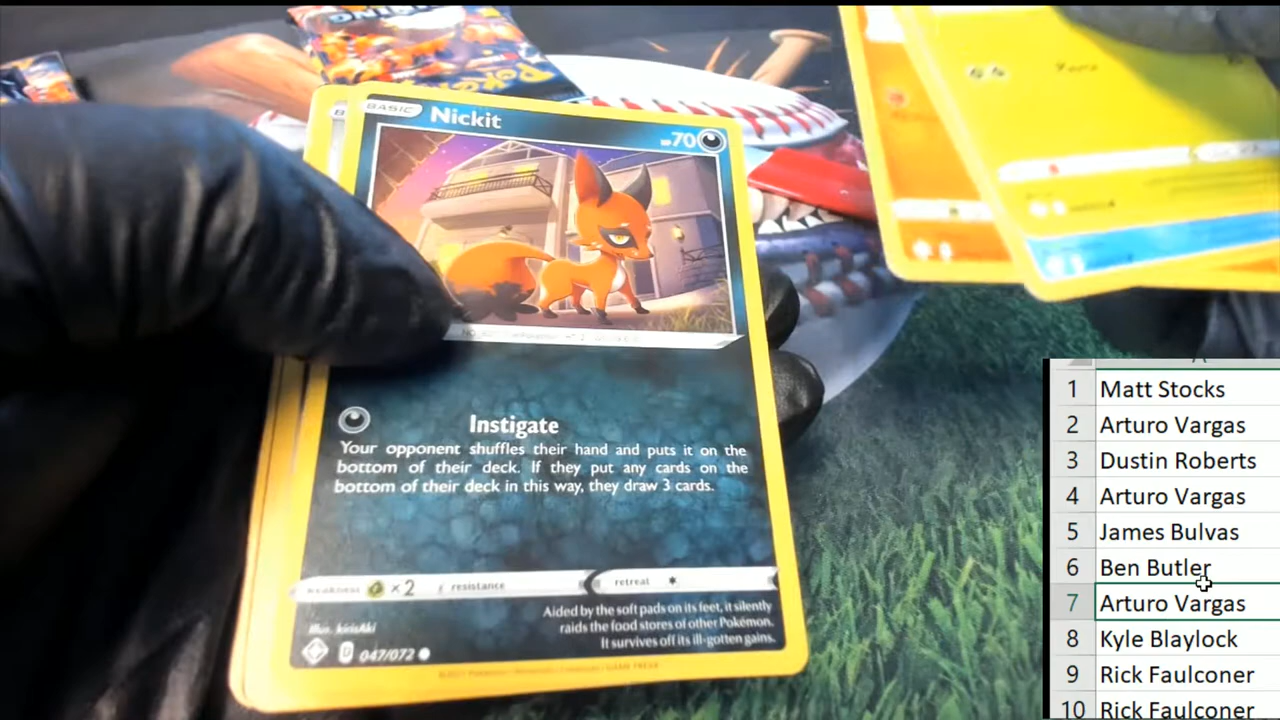 BASIC Nickit 70
Instigate
Your opponent shuffles their hand and puts it on the
bottom of their deck. If they put any cards on the
bottom of their deck in this way, they draw 3 cards.
weakness ×2 resistance retreat
Aided by the soft pads on its feet, it silently
raids the food stores of other Pokémon.
It survives off its ill-gotten gains.
Illus. kirisAki
D 047/072
1 Matt Stocks
2 Arturo Vargas
3 Dustin Roberts
4 Arturo Vargas
5 James Bulvas
6 Ben Butler
7 Arturo Vargas
8 Kyle Blaylock
9 Rick Faulconer
10 Rick Faulconer